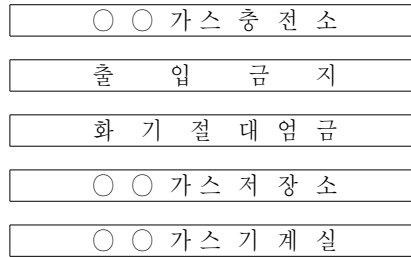 ○ ○ 가 스 충 전 소
출 입 금 지
화 기 절 대 엄 금
○ ○ 가 스 저 장 소
○ ○ 가 스 기 계 실